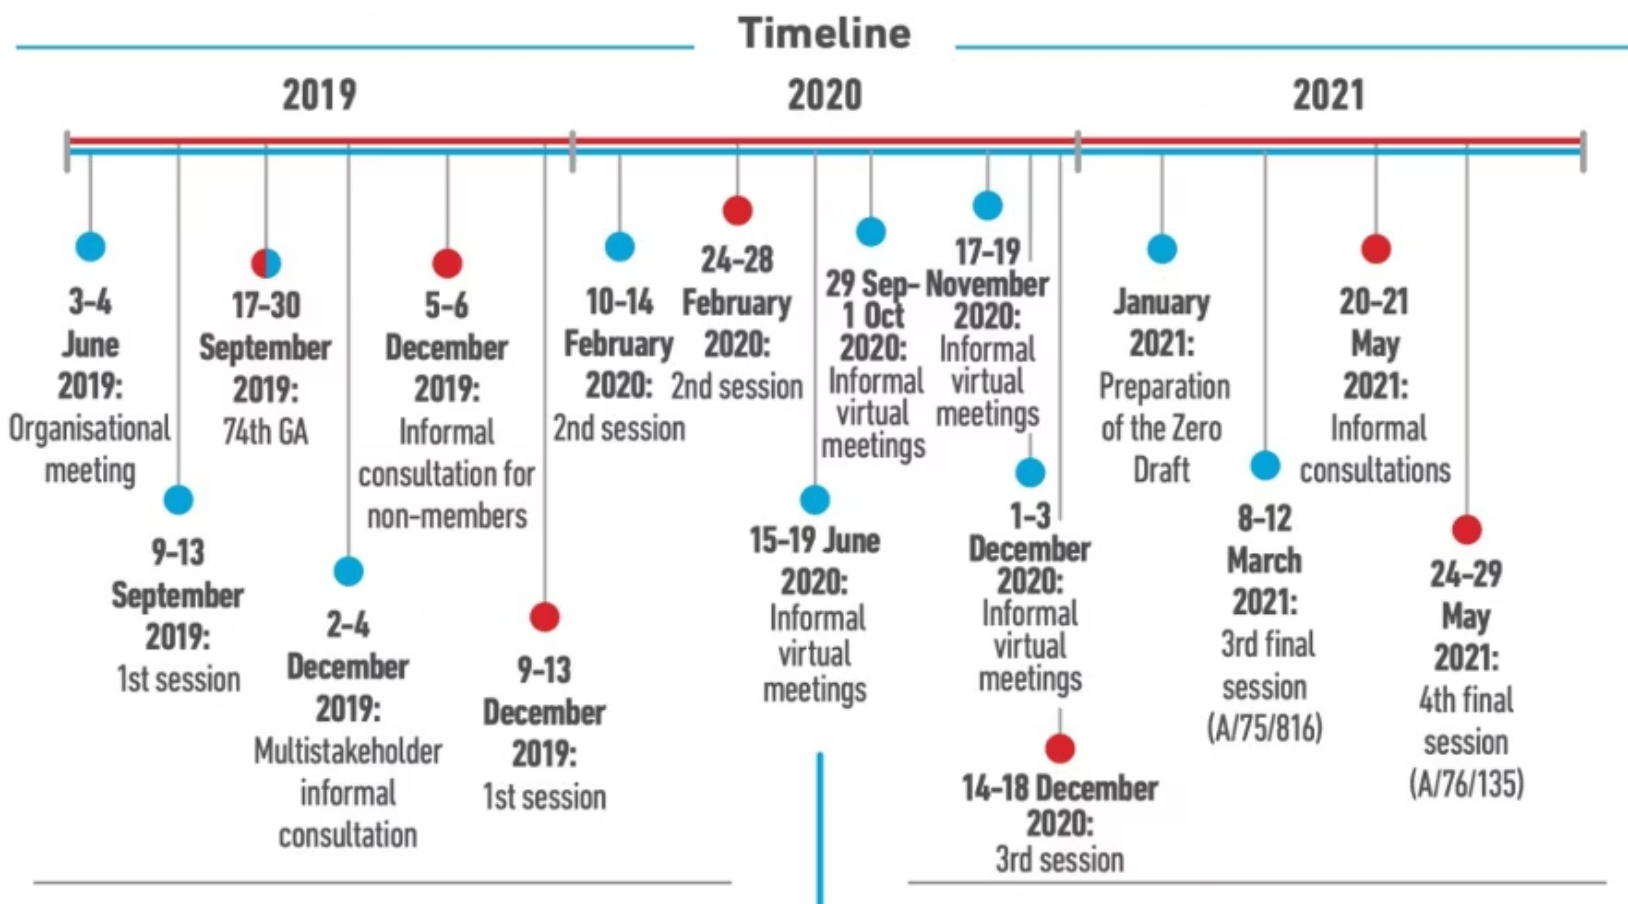 Timeline
2019
2020
2021
3–4
June
2019:
Organisational
meeting
9–13
September
2019:
1st session
17–30
September
2019:
74th GA
2–4
December
2019:
Multistakeholder
informal
consultation
5–6
December
2019:
Informal
consultation for
non-members
9–13
December
2019:
1st session
10–14
February
2020:
2nd session
24–28
February
2020:
2nd session
15–19 June
2020:
Informal
virtual
meetings
29 Sep–
1 Oct
2020:
Informal
virtual
meetings
17–19
November
2020:
Informal
virtual
meetings
1–3
December
2020:
Informal
virtual
meetings
14–18 December
2020:
3rd session
January
2021:
Preparation
of the Zero
Draft
8–12
March
2021:
3rd final
session
(A/75/816)
20–21
May
2021:
Informal
consultations
24–29
May
2021:
4th final
session
(A/76/135)